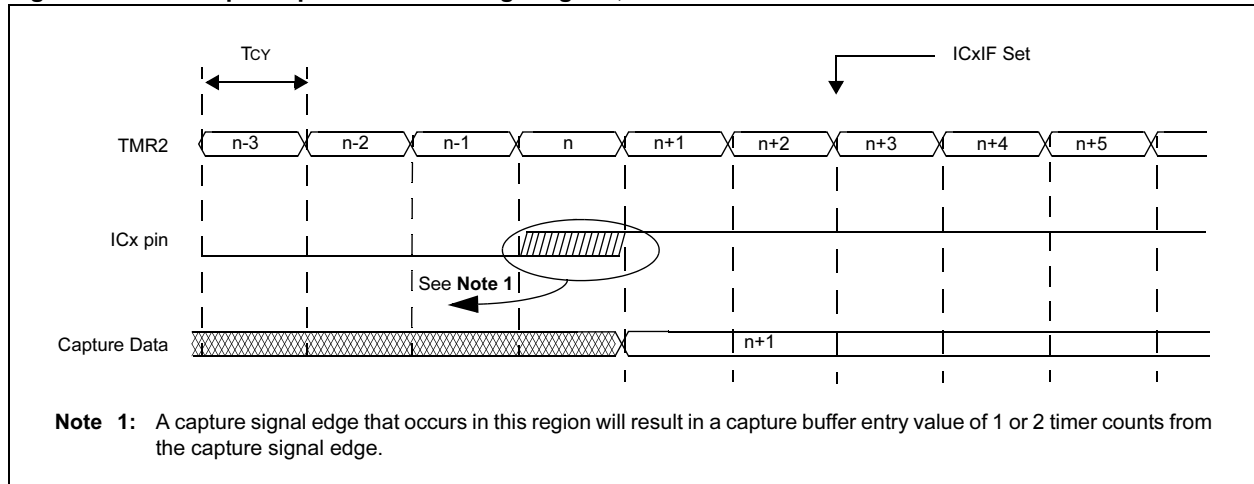 TCY
ICxIF Set
TMR2 n-3 n-2 n-1 n n+1 n+2 n+3 n+4 n+5
ICx pin
See Note 1
Capture Data n+1
Note 1: A capture signal edge that occurs in this region will result in a capture buffer entry value of 1 or 2 timer counts from
the capture signal edge.